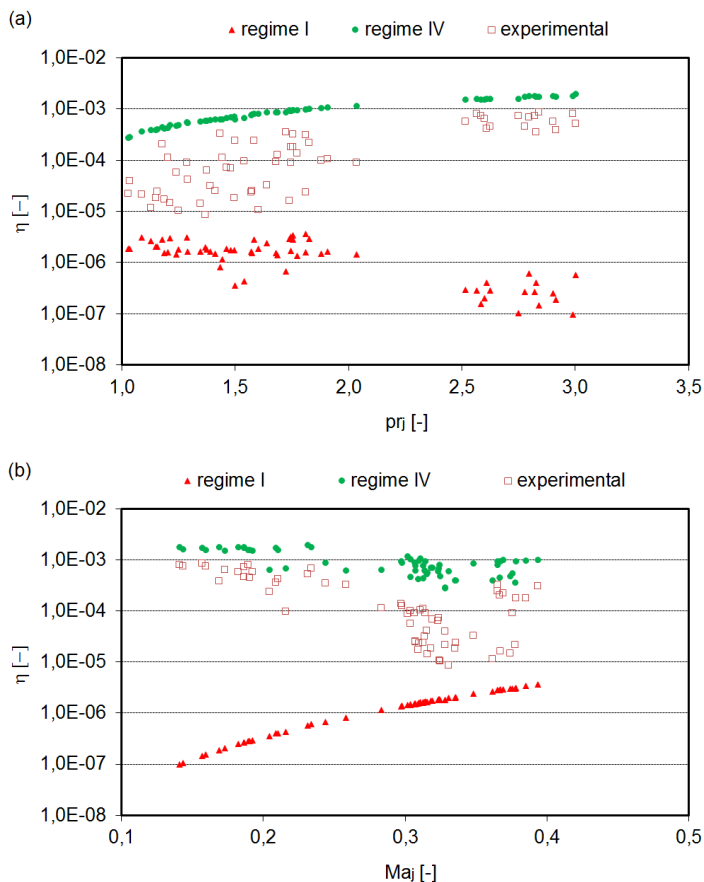 (a)
regime I regime IV experimental
1,0E-02
1,0E-03
1,0E-04
1,0E-05
1,0E-06
1,0E-07
1,0E-08
η [−]
1,0 1,5 2,0 2,5 3,0 3,5
prj [-]
(b)
regime I regime IV experimental
1,0E-02
1,0E-03
1,0E-04
1,0E-05
1,0E-06
1,0E-07
1,0E-08
η [−]
0,1 0,2 0,3 0,4 0,5
Maj [-]